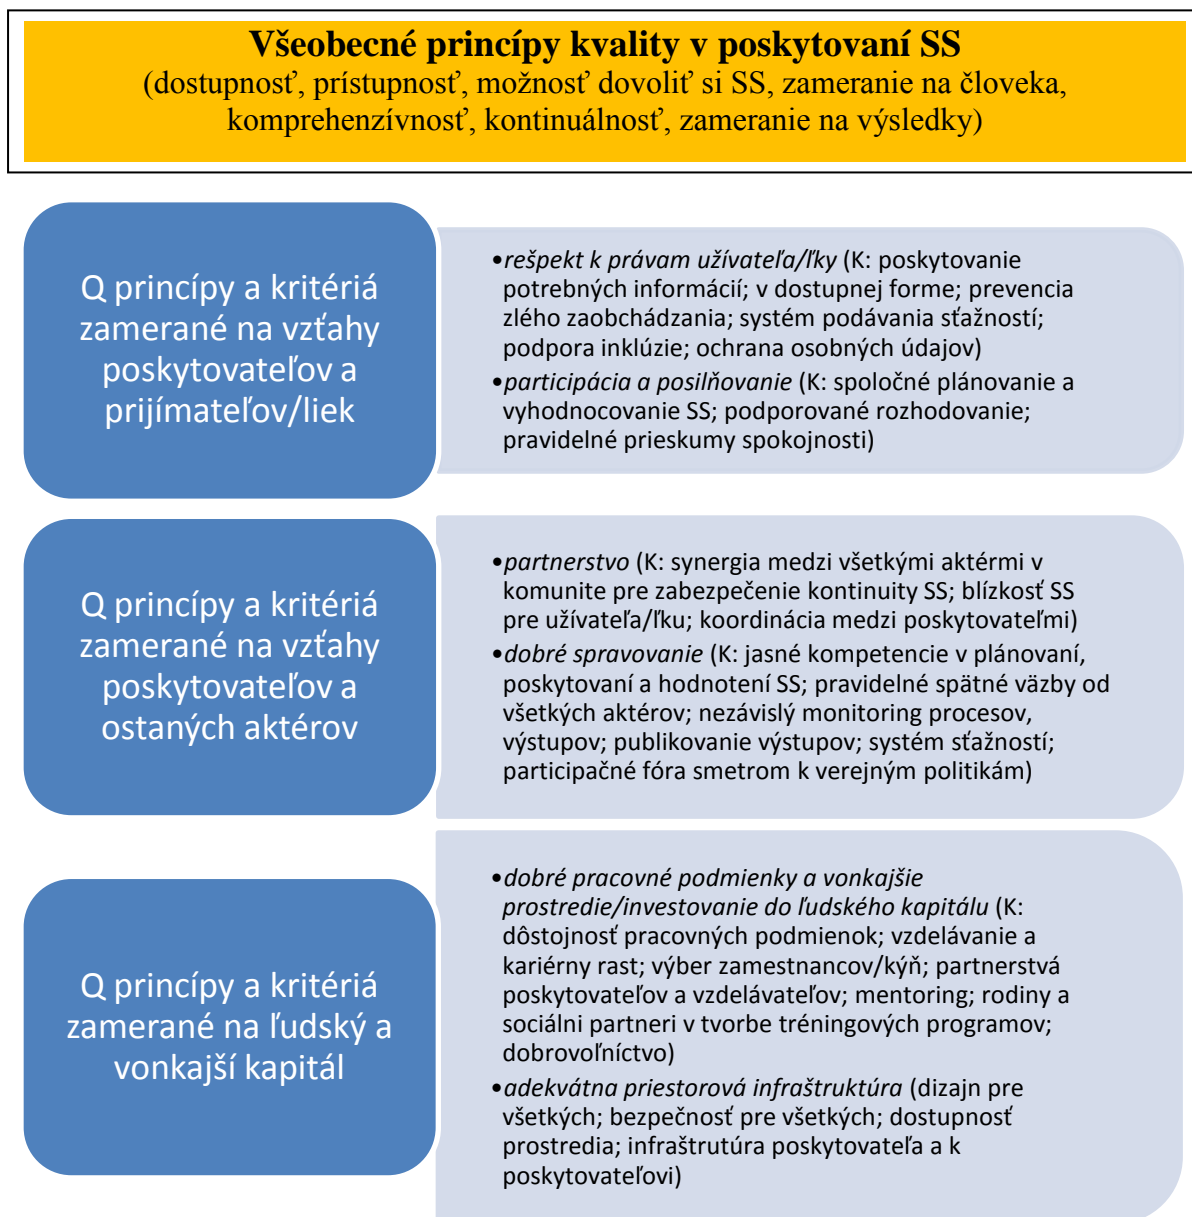 Všeobecné princípy kvality v poskytovaní SS
(dostupnosť, prístupnosť, možnosť dovoliť si SS, zameranie na človeka,
komprehenzívnosť, kontinuálnosť, zameranie na výsledky)
Q princípy a kritériá
zamerané na vzťahy
poskytovateľov a
prijímateľov/liek
•rešpekt k právam užívateľa/ľky (K: poskytovanie
potrebných informácií; v dostupnej forme; prevencia
zlého zaobchádzania; systém podávania sťažností;
podpora inklúzie; ochrana osobných údajov)
•participácia a posilňovanie (K: spoločné plánovanie a
vyhodnocovanie SS; podporované rozhodovanie;
pravidelné prieskumy spokojnosti)
Q princípy a kritériá
zamerané na vzťahy
poskytovateľov a
ostaných aktérov
•partnerstvo (K: synergia medzi všetkými aktérmi v
komunite pre zabezpečenie kontinuity SS; blízkosť SS
pre užívateľa/ľku; koordinácia medzi poskytovateľmi)
•dobré spravovanie (K: jasné kompetencie v plánovaní,
poskytovaní a hodnotení SS; pravidelné spätné väzby od
všetkých aktérov; nezávislý monitoring procesov,
výstupov; publikovanie výstupov; systém sťažností;
participačné fóra smetrom k verejným politikám)
Q princípy a kritériá
zamerané na ľudský a
vonkajší kapitál
•dobré pracovné podmienky a vonkajšie
prostredie/investovanie do ľudského kapitálu (K:
dôstojnosť pracovných podmienok; vzdelávanie a
kariérny rast; výber zamestnancov/kýň; partnerstvá
poskytovateľov a vzdelávateľov; mentoring; rodiny a
sociálni partneri v tvorbe tréningových programov;
dobrovoľníctvo)
•adekvátna priestorová infraštruktúra (dizajn pre
všetkých; bezpečnosť pre všetkých; dostupnosť
prostredia; infraštrutúra poskytovateľa a k
poskytovateľovi)